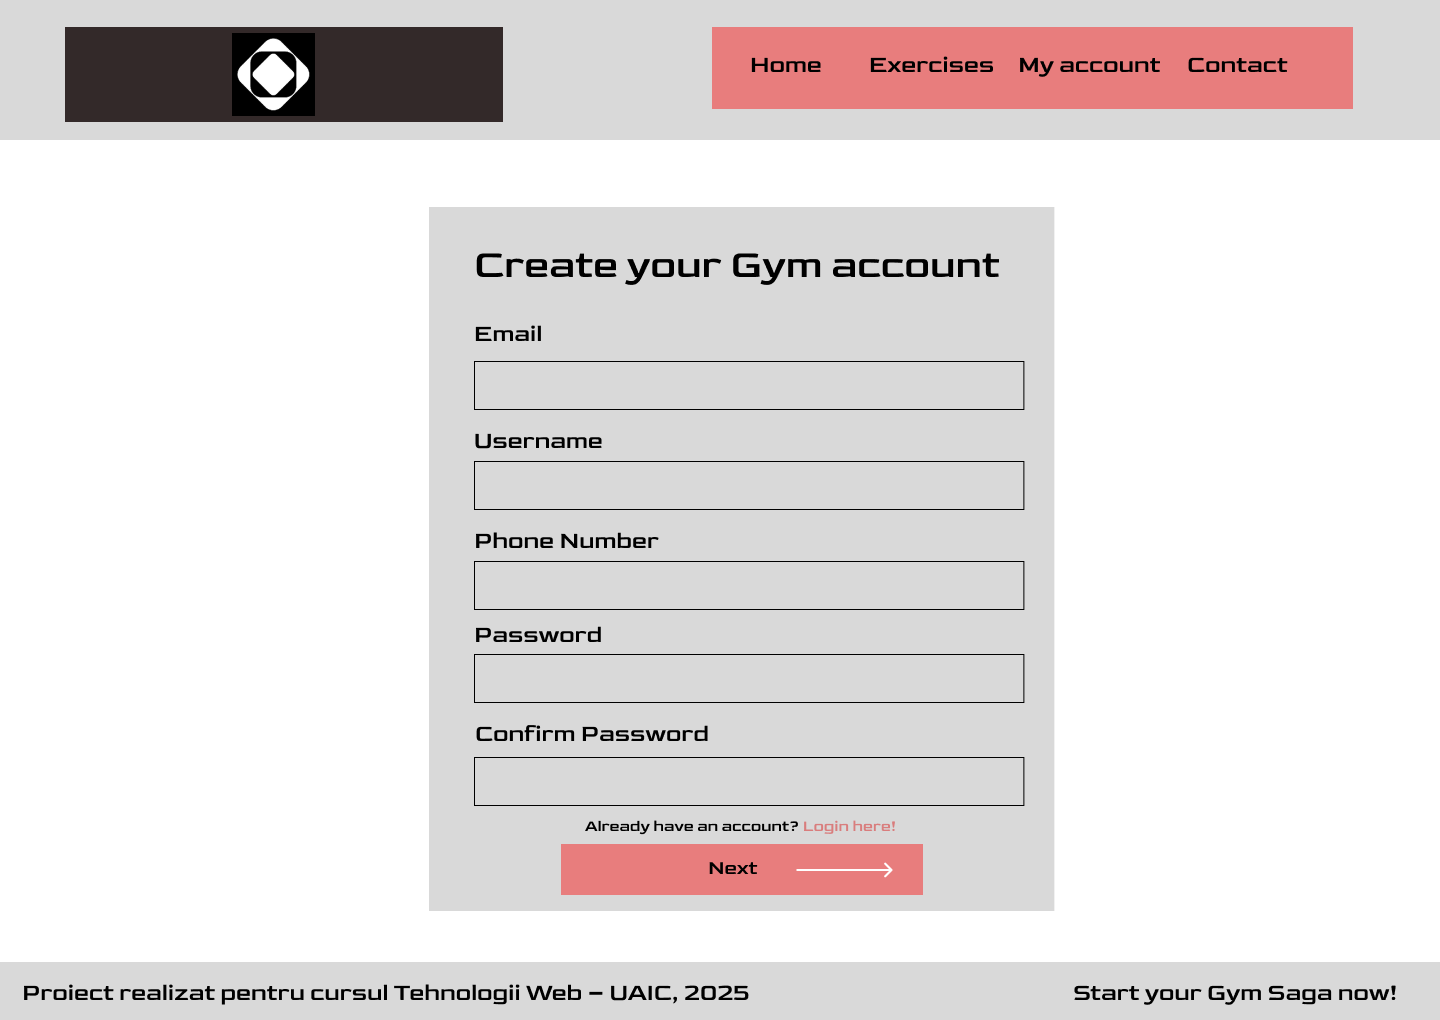 Home Exercises My account Contact
Create your Gym account
Email
Username
Phone Number
Password
Confirm Password
Already have an account? Login here!
Next
Proiect realizat pentru cursul Tehnologii Web – UAIC, 2025
Start your Gym Saga now!